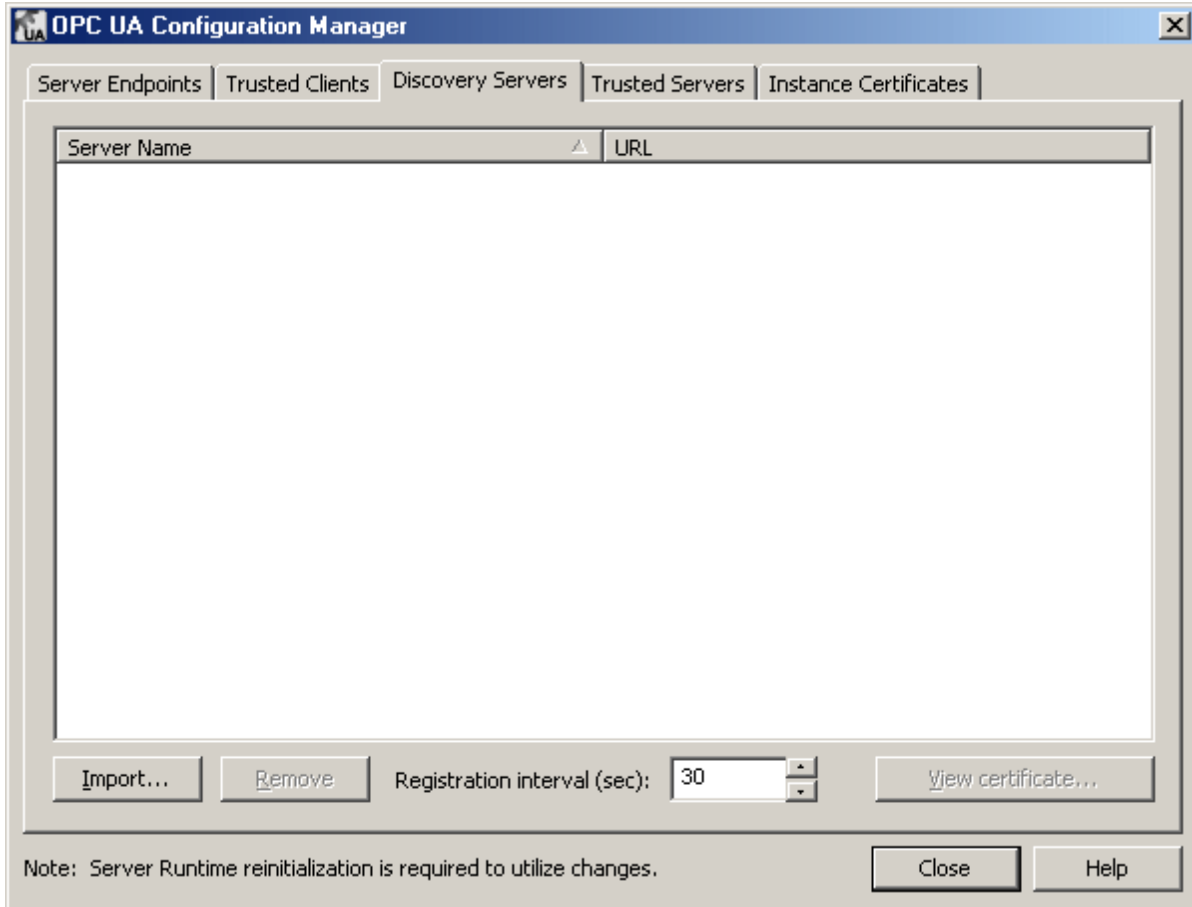 UA OPC UA Configuration Manager
Server Endpoints Trusted Clients Discovery Servers Trusted Servers Instance Certificates
Server Name URL
Import... Remove Registration interval (sec): 30 View certificate...
Note: Server Runtime reinitialization is required to utilize changes. Close Help